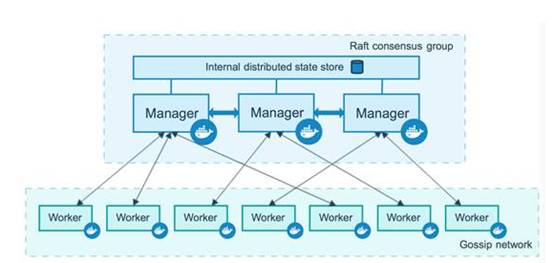 Raft consensus group
Internal distributed state store
Manager Manager Manager
Worker Worker Worker Worker Worker Worker Worker
Gossip network